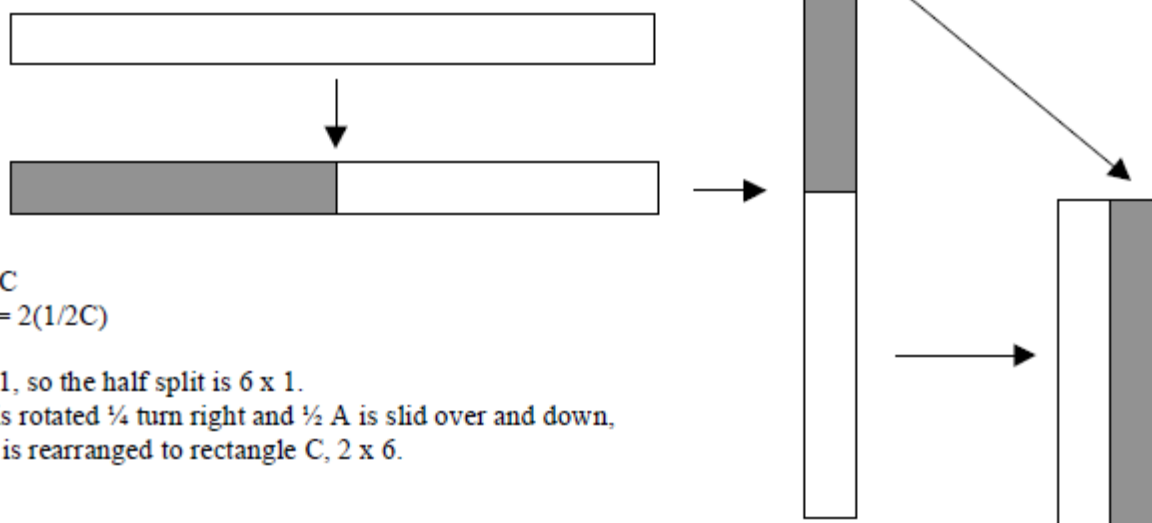 C
= 2(1/2C)
1, so the half split is 6 x 1.
s rotated ¼ turn right and ½ A is slid over and down,
is rearranged to rectangle C, 2 x 6.